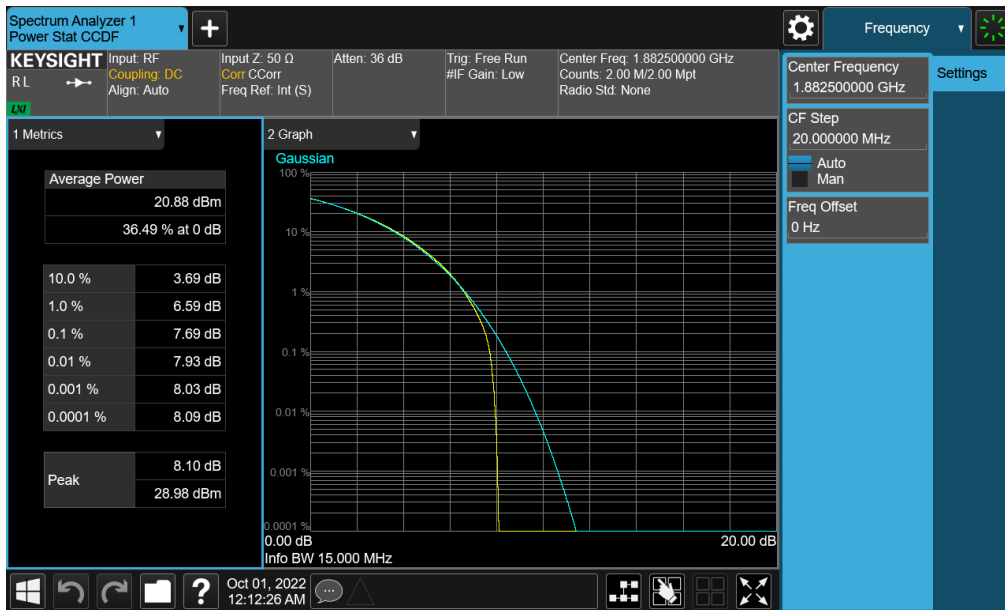 Spectrum Analyzer 1
Power Stat CCDF
+
Frequency
KEYSIGHT
R L
LXI
Input: RF
Coupling: DC
Align: Auto
Input Z: 50 Ω
Corr CCorr
Freq Ref: Int (S)
Atten: 36 dB
Trig: Free Run
#IF Gain: Low
Center Freq: 1.882500000 GHz
Counts: 2.00 M/2.00 Mpt
Radio Std: None
Center Frequency
1.882500000 GHz
Settings
CF Step
20.000000 MHz
Auto
Man
Freq Offset
0 Hz
1 Metrics
Average Power
20.88 dBm
36.49 % at 0 dB
10.0 % 3.69 dB
1.0 % 6.59 dB
0.1 % 7.69 dB
0.01 % 7.93 dB
0.001 % 8.03 dB
0.0001 % 8.09 dB
Peak
8.10 dB
28.98 dBm
2 Graph
Gaussian
100 %
10 %
1 %
0.1 %
0.01 %
0.001 %
0.0001 %
0.00 dB 20.00 dB
Info BW 15.000 MHz
?
Oct 01, 2022
12:12:26 AM